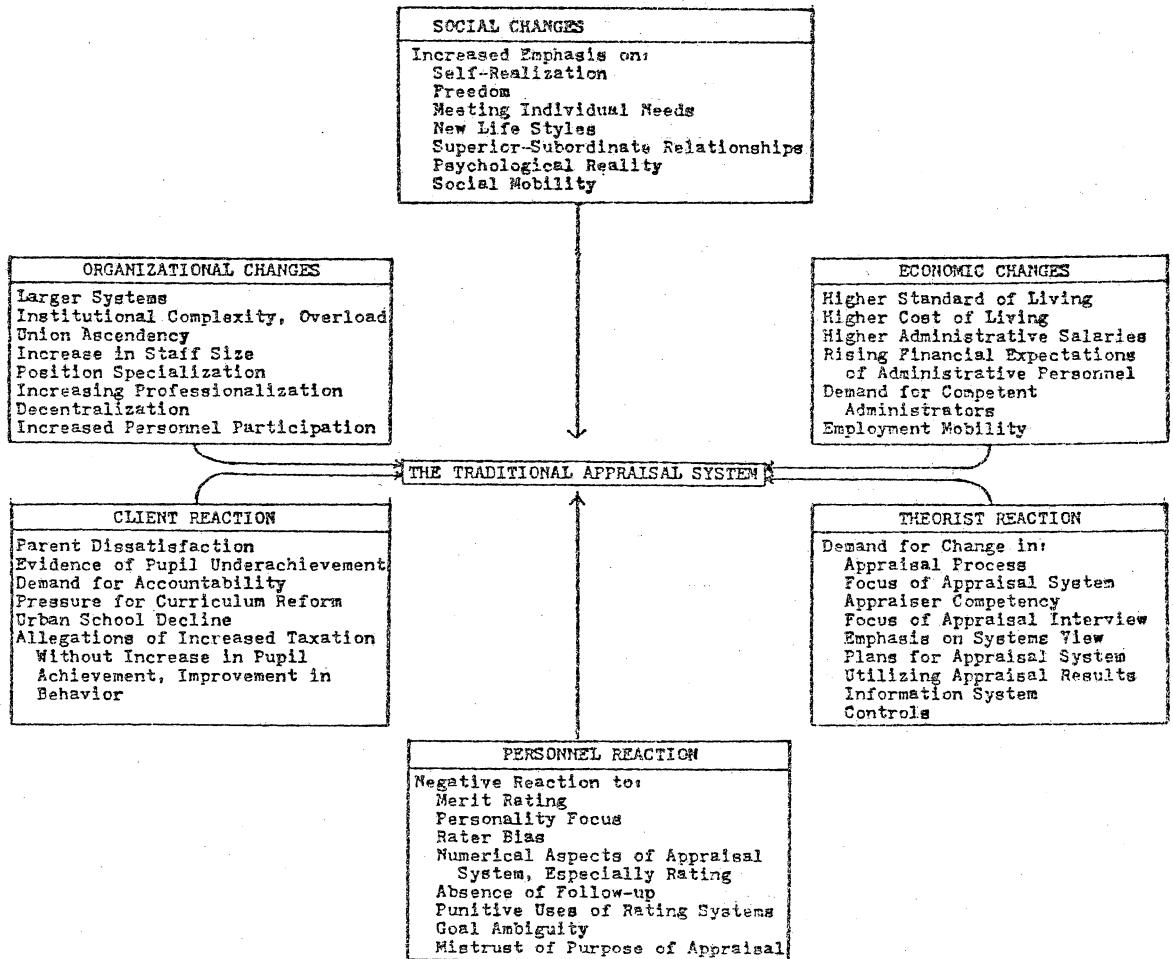 SOCIAL CHANGES
Increased Emphasis on:
Self-Realization
Freedom
Meeting Individual Needs
New Life Styles
Superior-Subordinate Relationships
Psychological Reality
Social Mobility
ORGANIZATIONAL CHANGES
Larger Systems
Institutional Complexity, Overload
Union Ascendency
Increase in Staff Size
Position Specialization
Increasing Professionalization
Decentralization
Increased Personnel Participation
ECONOMIC CHANGES
Higher Standard of Living
Higher Cost of Living
Higher Administrative Salaries
Rising Financial Expectations
of Administrative Personnel
Demand for Competent
Administrators
Employment Mobility
THE TRADITIONAL APPRAISAL SYSTEM
CLIENT REACTION
Parent Dissatisfaction
Evidence of Pupil Underachievement
Demand for Accountability
Pressure for Curriculum Reform
Urban School Decline
Allegations of Increased Taxation
Without Increase in Pupil
Achievement, Improvement in
Behavior
THEORIST REACTION
Demand for Change in:
Appraisal Process
Focus of Appraisal System
Appraiser Competency
Focus of Appraisal Interview
Emphasis on Systems View
Plans for Appraisal System
Utilizing Appraisal Results
Information System
Controls
PERSONNEL REACTION
Negative Reaction to:
Merit Rating
Personality Focus
Rater Bias
Numerical Aspects of Appraisal
System, Especially Rating
Absence of Follow-up
Punitive Uses of Rating Systems
Goal Ambiguity
Mistrust of Purpose of Appraisal